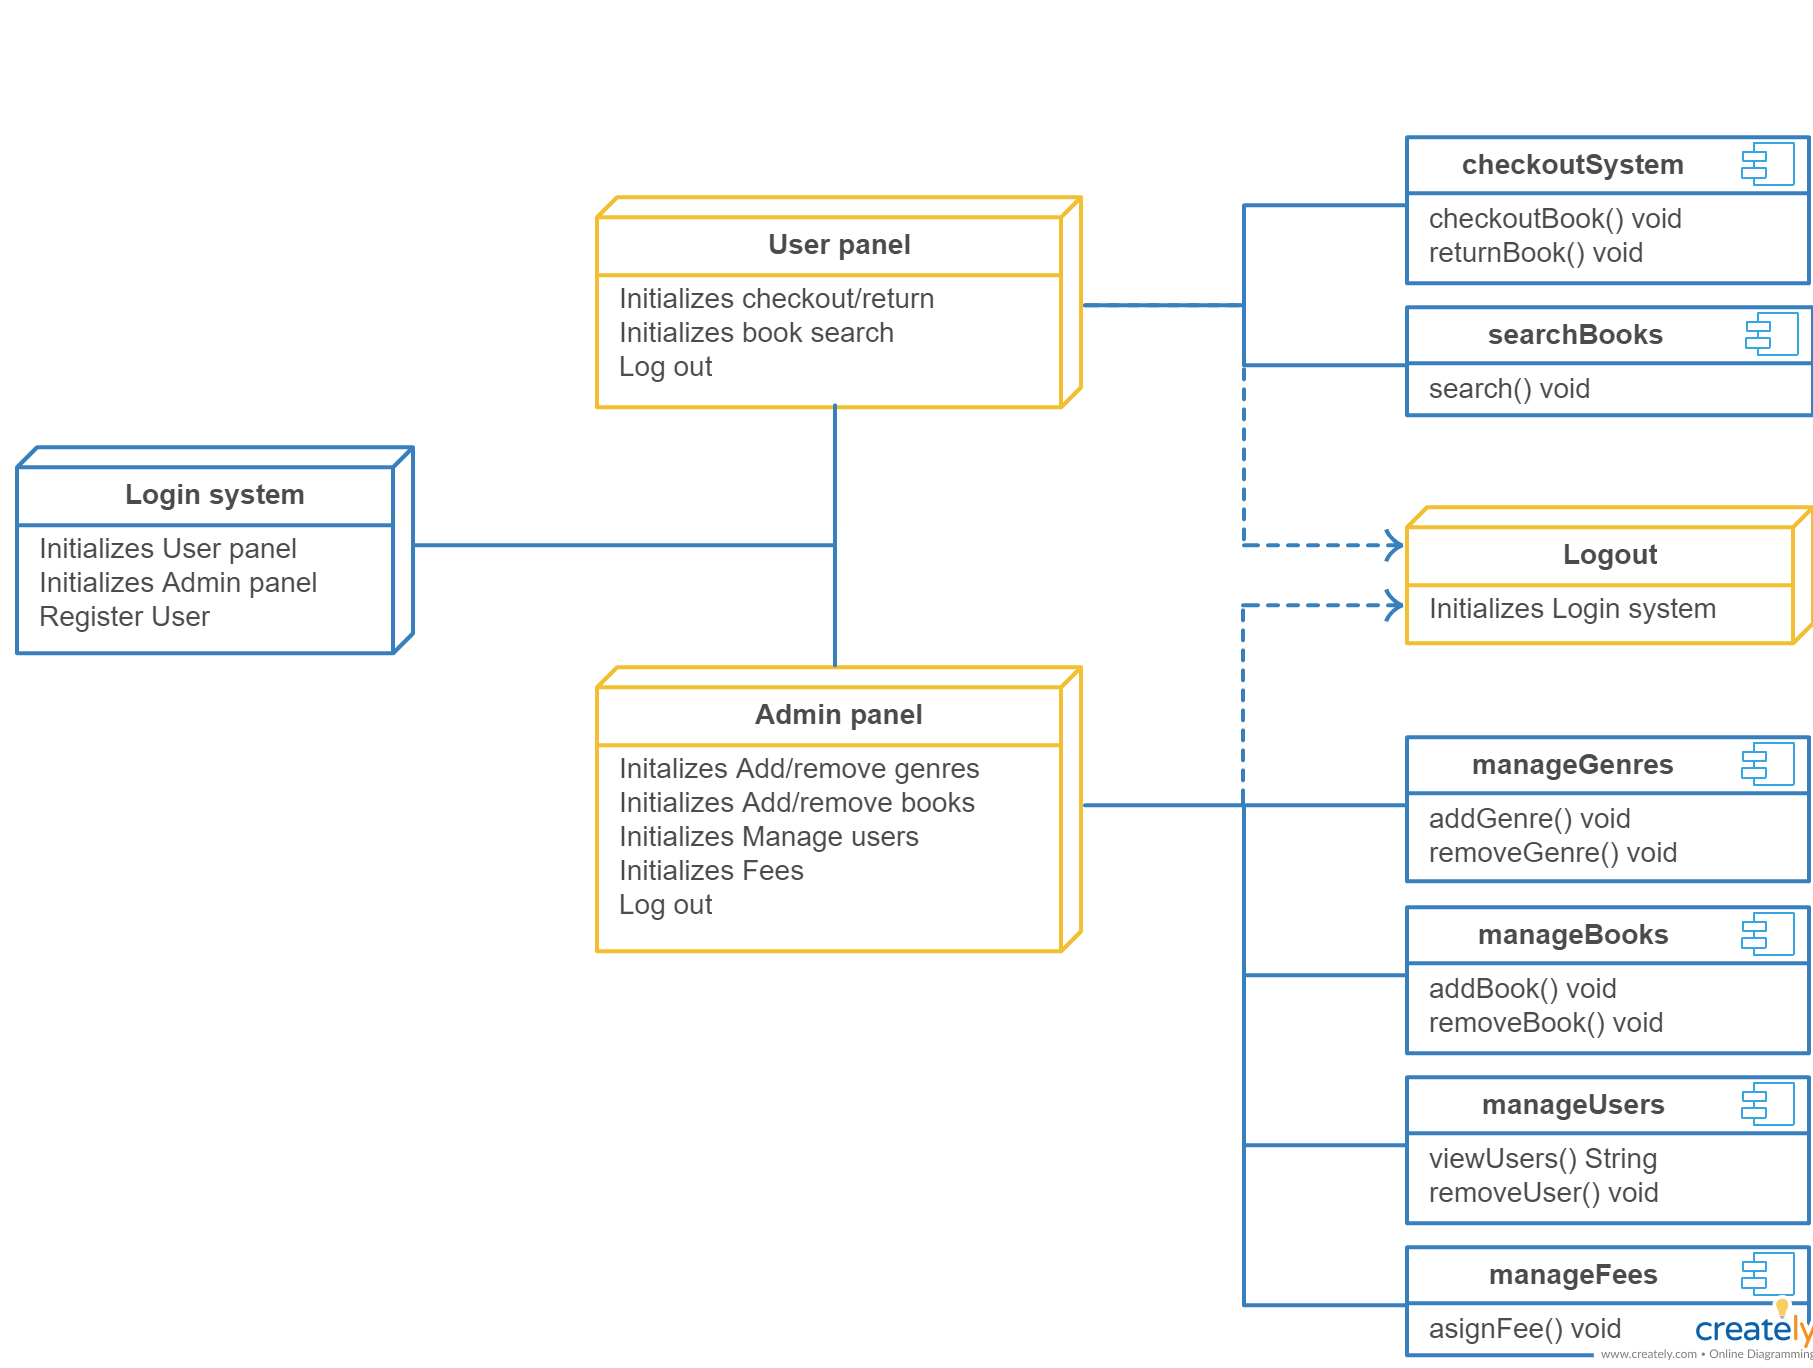 checkoutSystem
checkoutBook() void
returnBook() void
User panel
Initializes checkout/return
Initializes book search
Log out
searchBooks
search() void
Login system
Initializes User panel
Initializes Admin panel
Register User
Logout
Initializes Login system
Admin panel
Initalizes Add/remove genres
Initializes Add/remove books
Initializes Manage users
Initializes Fees
Log out
manageGenres
addGenre() void
removeGenre() void
manageBooks
addBook() void
removeBook() void
manageUsers
viewUsers() String
removeUser() void
manageFees
asignFee() void
creately
www.creately.com • Online Diagramming